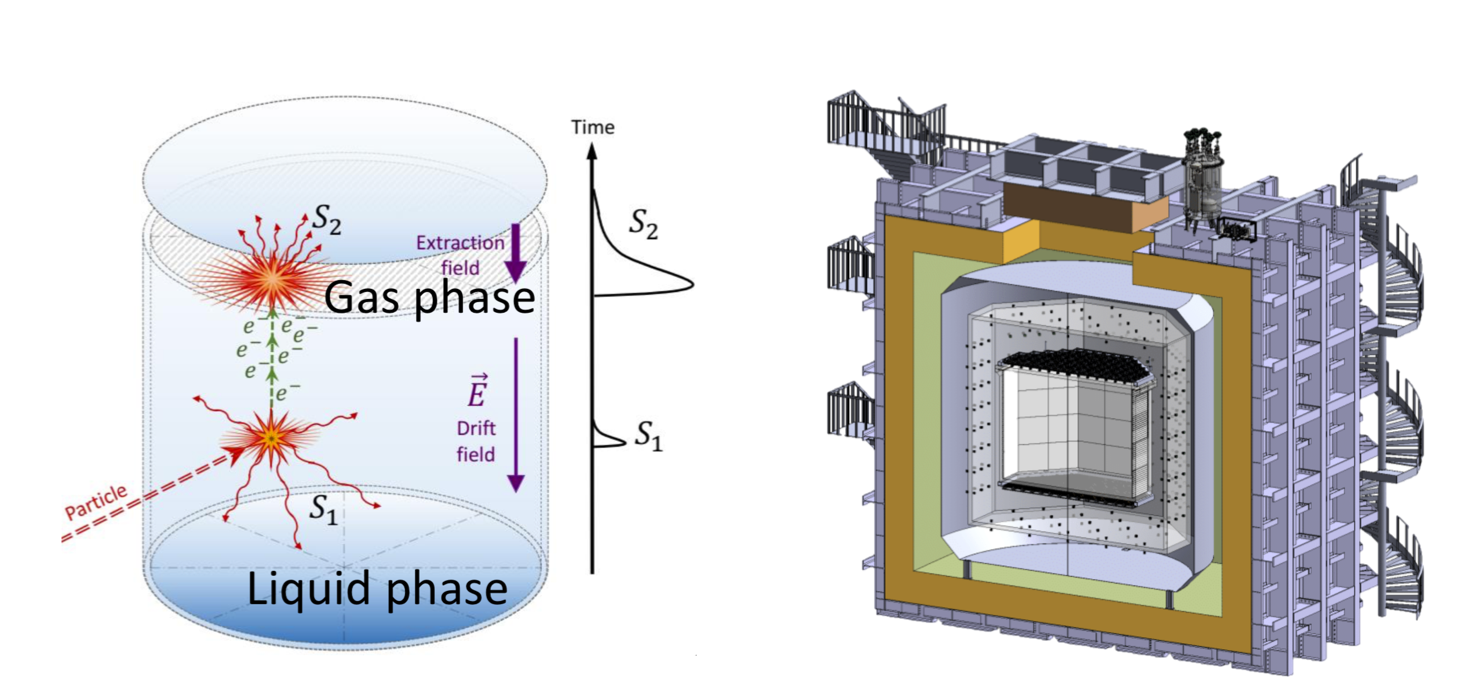 Time
S₂
S₂
Extraction
field
Gas phase
e⁻ e⁻
e⁻
e⁻ e⁻
e⁻
e⁻
E⃗
Drift
field
S₁
Particle
S₁
Liquid phase